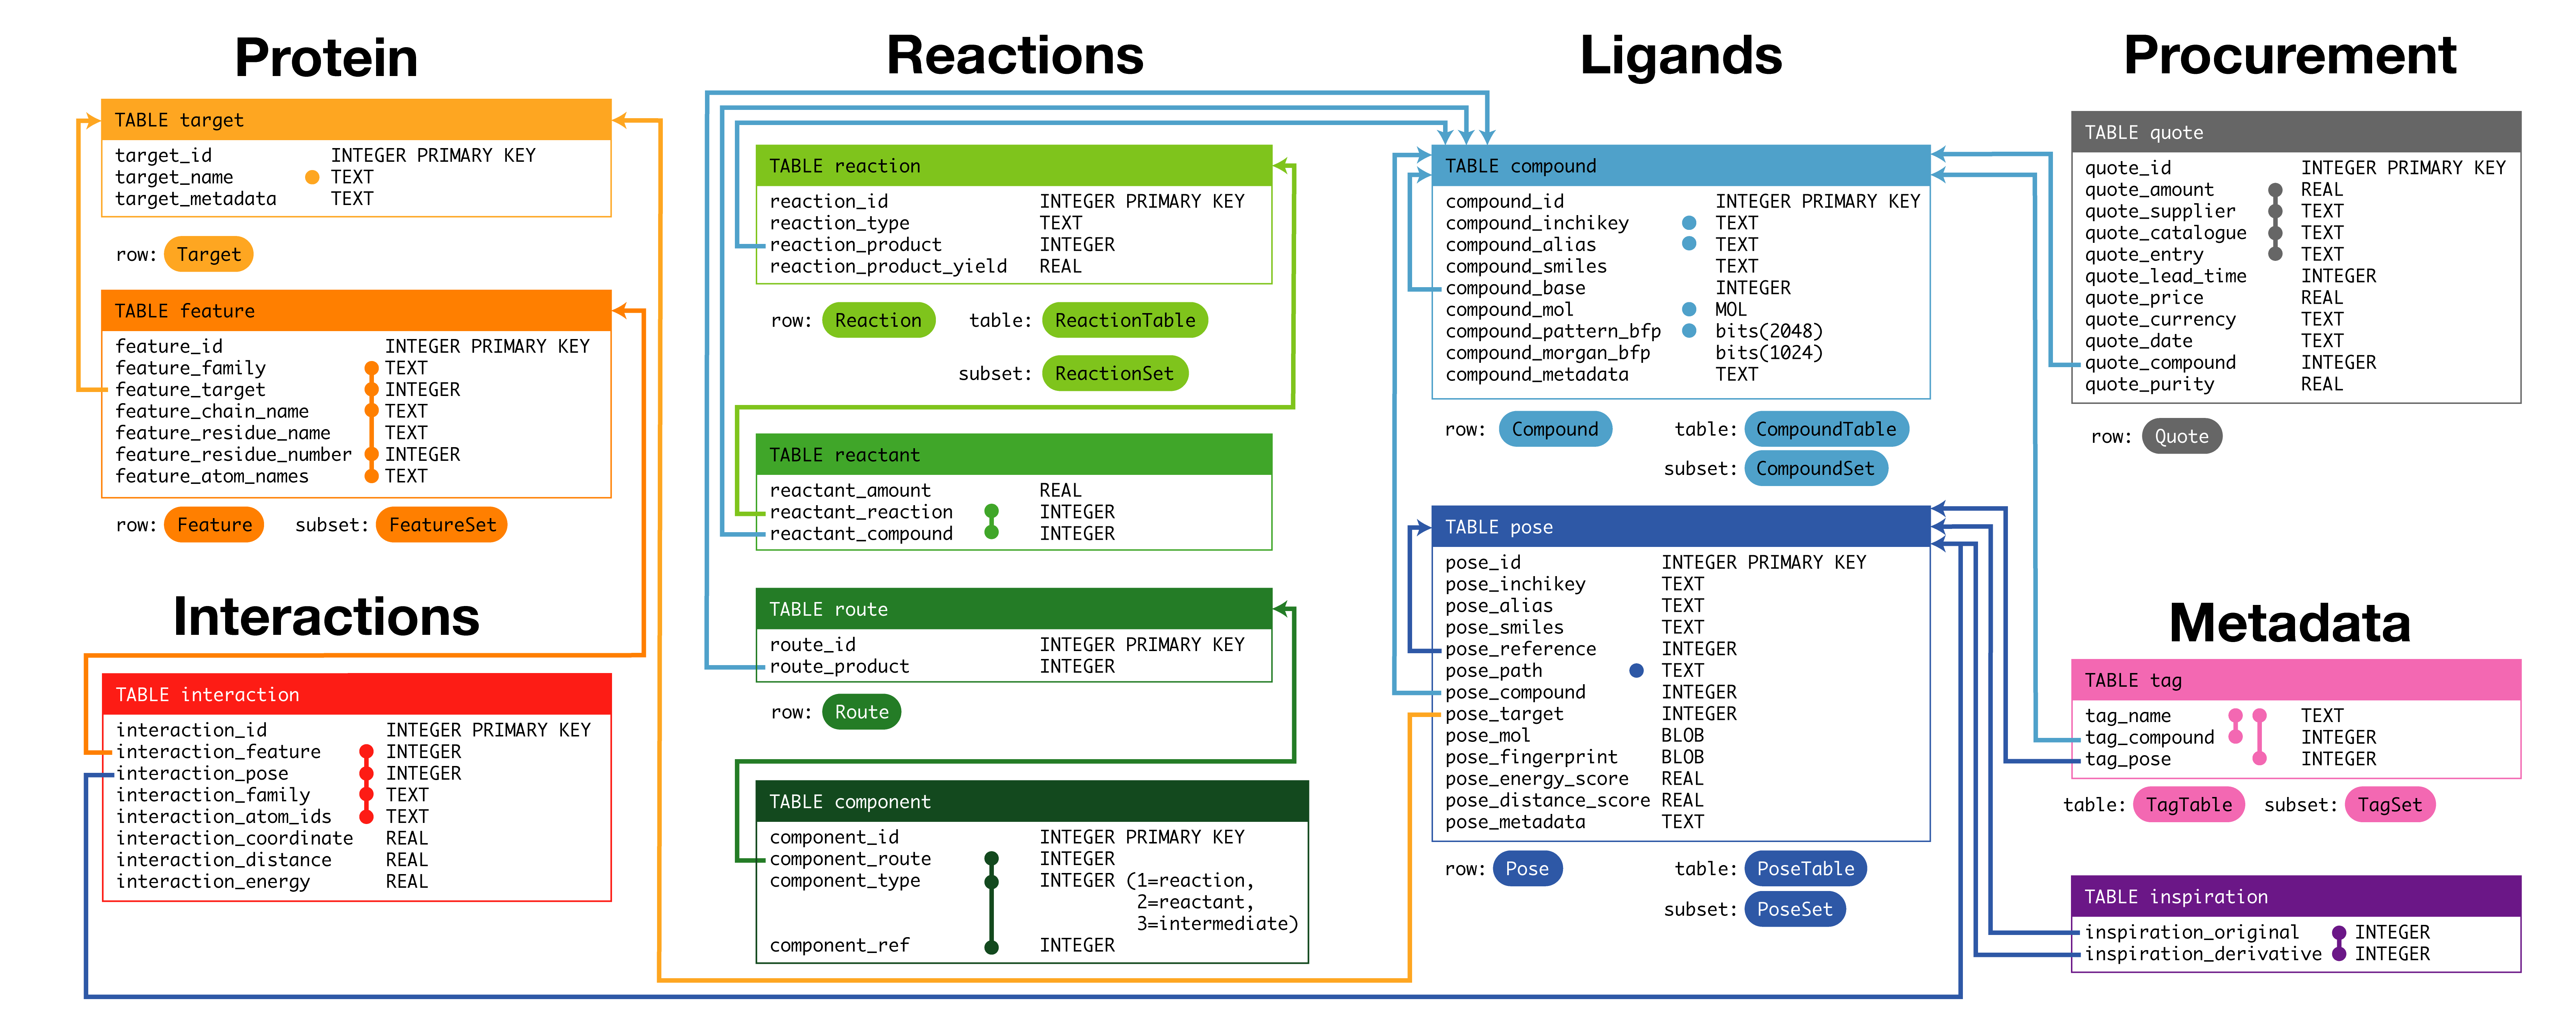 Protein
TABLE target
target_id INTEGER PRIMARY KEY
target_name TEXT
target_metadata TEXT
row: Target
TABLE feature
feature_id INTEGER PRIMARY KEY
feature_family TEXT
feature_target INTEGER
feature_chain_name TEXT
feature_residue_name TEXT
feature_residue_number INTEGER
feature_atom_names TEXT
row: Feature subset: FeatureSet
Interactions
TABLE interaction
interaction_id INTEGER PRIMARY KEY
interaction_feature INTEGER
interaction_pose INTEGER
interaction_family TEXT
interaction_atom_ids TEXT
interaction_coordinate REAL
interaction_distance REAL
interaction_energy REAL
Reactions
TABLE reaction
reaction_id INTEGER PRIMARY KEY
reaction_type TEXT
reaction_product INTEGER
reaction_product_yield REAL
row: Reaction table: ReactionTable
subset: ReactionSet
TABLE reactant
reactant_amount REAL
reactant_reaction INTEGER
reactant_compound INTEGER
TABLE route
route_id INTEGER PRIMARY KEY
route_product INTEGER
row: Route
TABLE component
component_id INTEGER PRIMARY KEY
component_route INTEGER
component_type INTEGER (1=reaction,
2=reactant,
3=intermediate)
component_ref INTEGER
Ligands
TABLE compound
compound_id INTEGER PRIMARY KEY
compound_inchikey TEXT
compound_alias TEXT
compound_smiles TEXT
compound_base INTEGER
compound_mol MOL
compound_pattern_bfp bits(2048)
compound_morgan_bfp bits(1024)
compound_metadata TEXT
row: Compound table: CompoundTable
subset: CompoundSet
TABLE pose
pose_id INTEGER PRIMARY KEY
pose_inchikey TEXT
pose_alias TEXT
pose_smiles TEXT
pose_reference INTEGER
pose_path TEXT
pose_compound INTEGER
pose_target INTEGER
pose_mol BLOB
pose_fingerprint BLOB
pose_energy_score REAL
pose_distance_score REAL
pose_metadata TEXT
row: Pose table: PoseTable
subset: PoseSet
Procurement
TABLE quote
quote_id INTEGER PRIMARY KEY
quote_amount REAL
quote_supplier TEXT
quote_catalogue TEXT
quote_entry TEXT
quote_lead_time INTEGER
quote_price REAL
quote_currency TEXT
quote_date TEXT
quote_compound INTEGER
quote_purity REAL
row: Quote
Metadata
TABLE tag
tag_name TEXT
tag_compound INTEGER
tag_pose INTEGER
table: TagTable subset: TagSet
TABLE inspiration
inspiration_original INTEGER
inspiration_derivative INTEGER